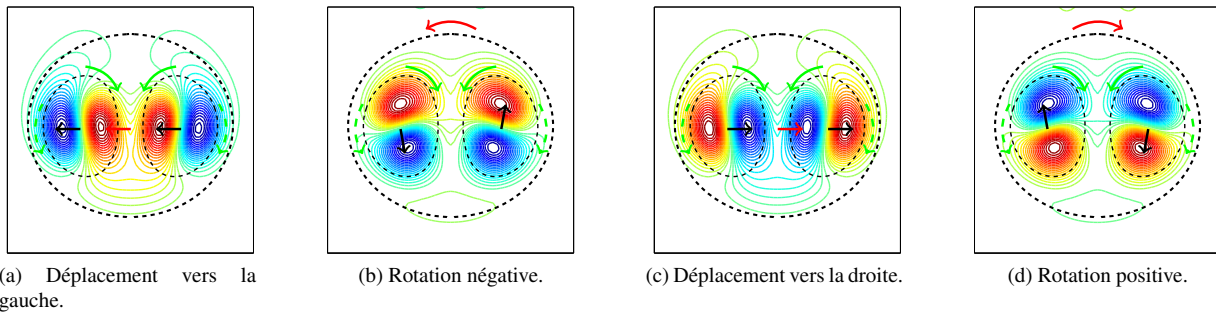 (a) Déplacement vers la
gauche.
(b) Rotation négative.
(c) Déplacement vers la droite.
(d) Rotation positive.